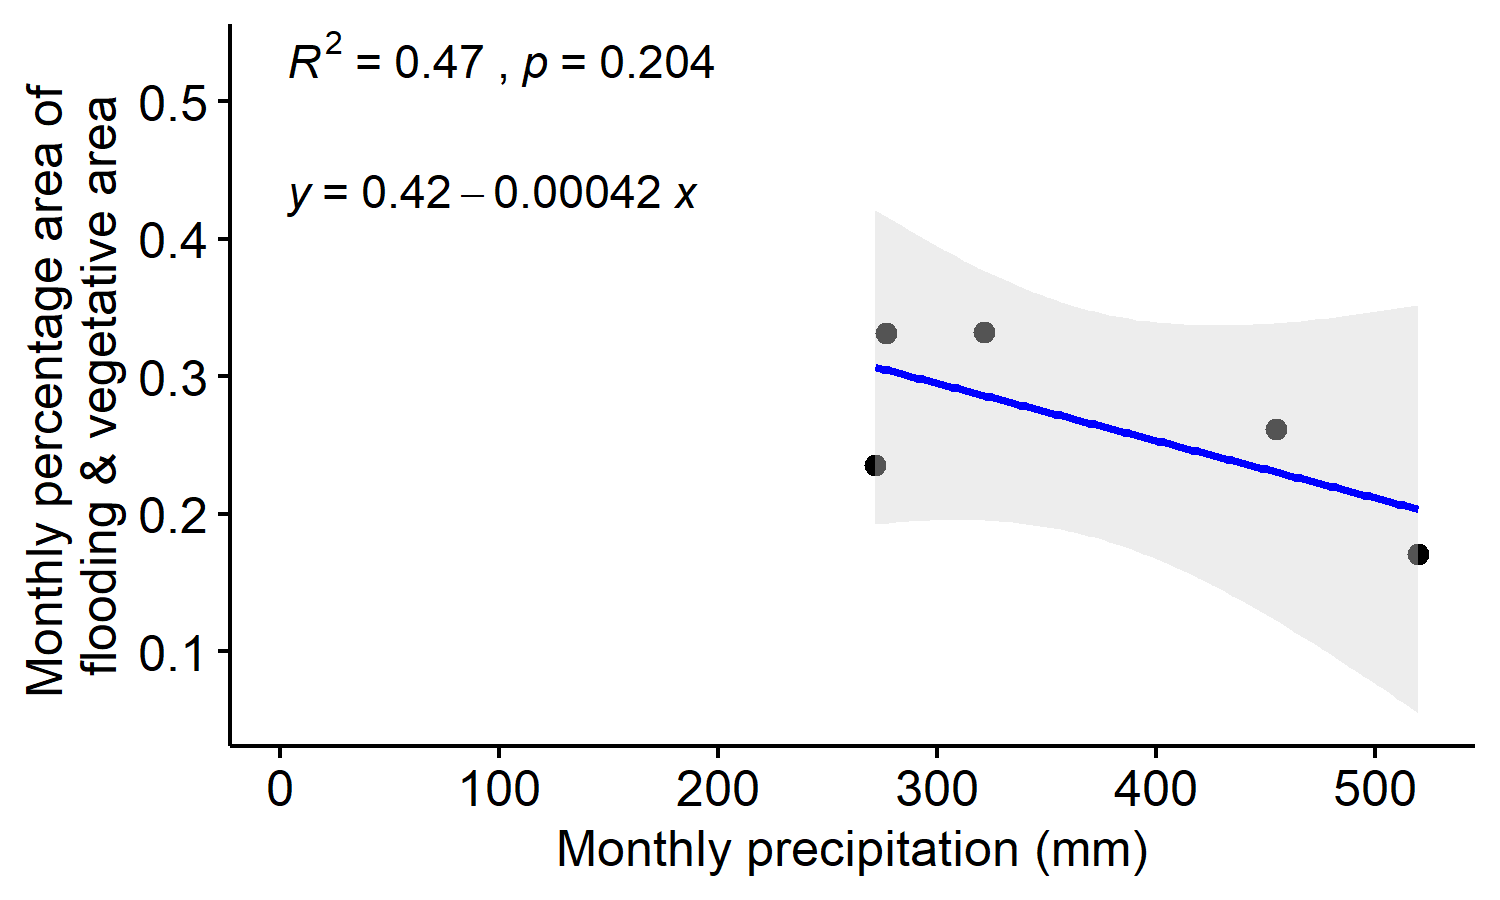 R² = 0.47 , p = 0.204
y = 0.42 – 0.00042 x
Monthly percentage area of
flooding & vegetative area
0.5
0.4
0.3
0.2
0.1
0 100 200 300 400 500
Monthly precipitation (mm)